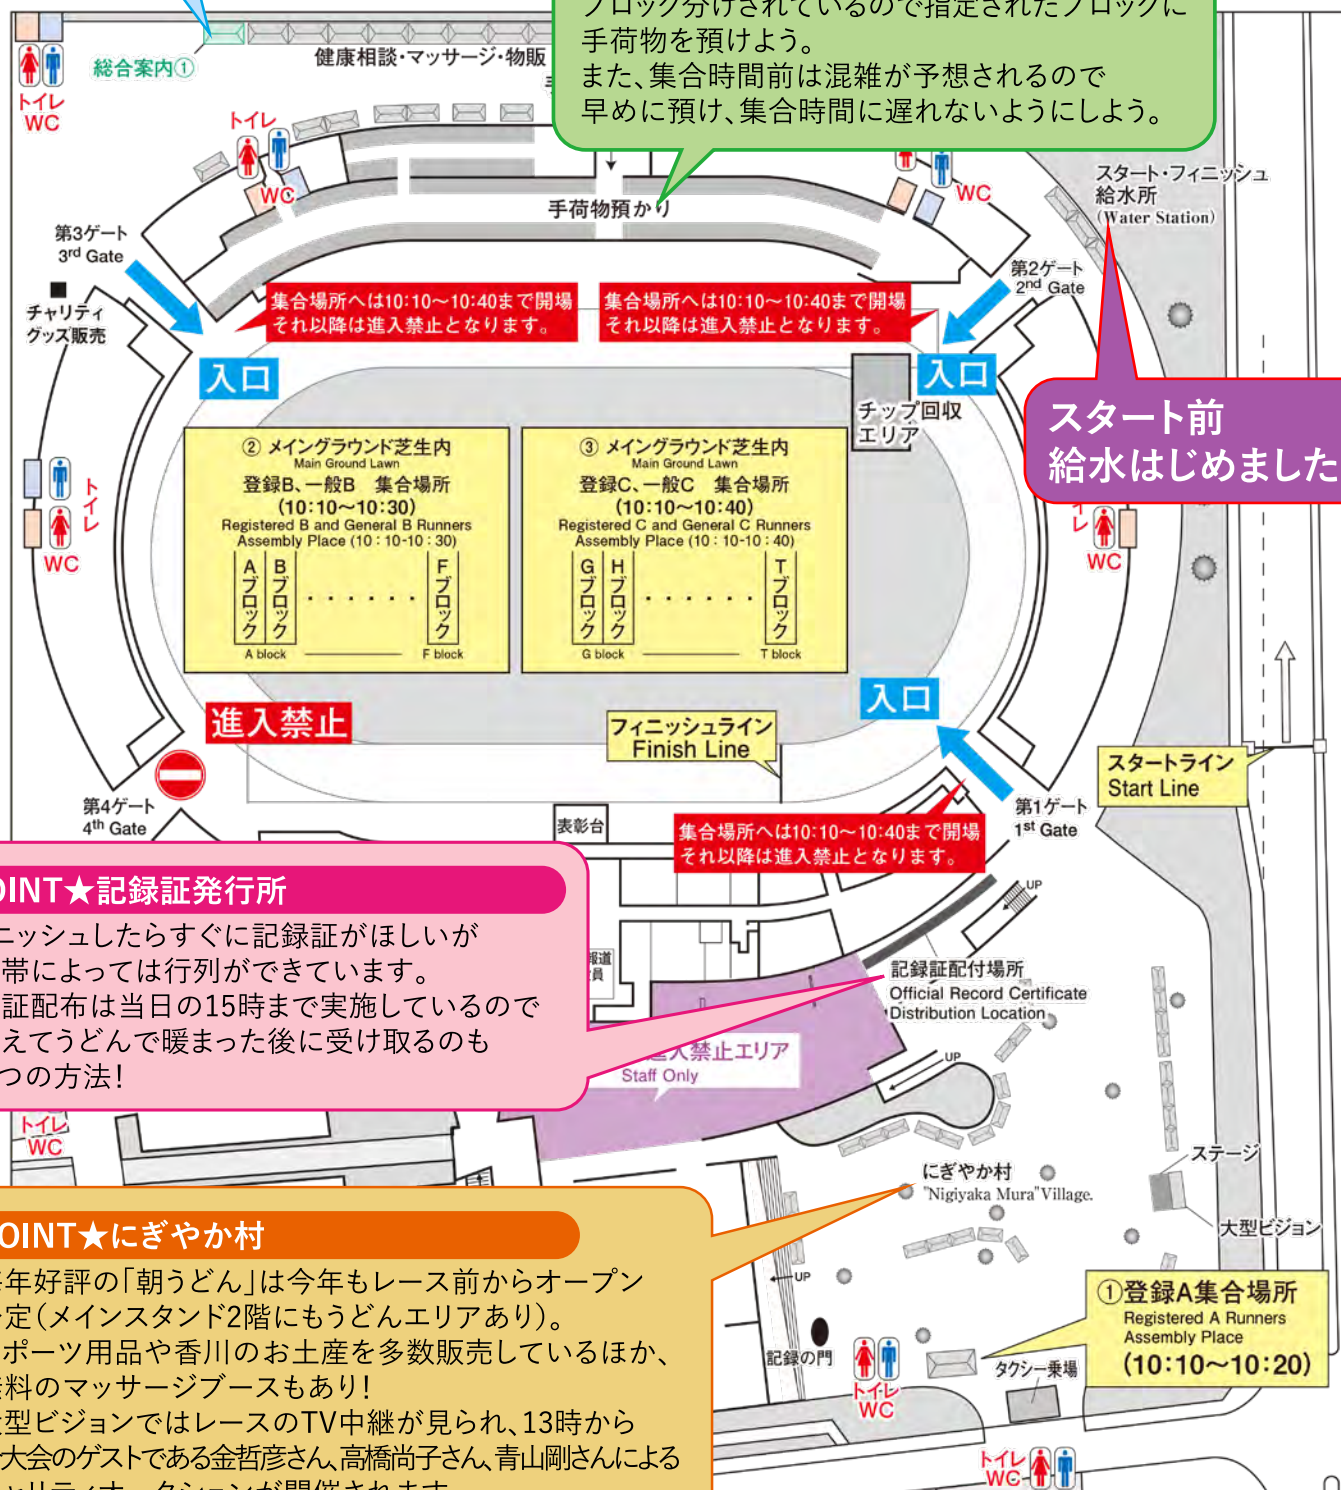 ブロック分けされているので指定されたブロックに
手荷物を預けよう。
また、集合時間前は混雑が予想されるので
早めに預け、集合時間に遅れないようにしよう。
総合案内①
健康相談・マッサージ・物販
トイレ
WC
トイレ
WC
WC
手荷物預かり
スタート・フィニッシュ
給水所
(Water Station)
第3ゲート
3rd Gate
第2ゲート
2nd Gate
チャリティ
グッズ販売
集合場所へは10:10～10:40まで開場
それ以降は進入禁止となります。
集合場所へは10:10～10:40まで開場
それ以降は進入禁止となります。
入口
入口
チップ回収
エリア
スタート前
給水はじめました
② メイングラウンド芝生内
Main Ground Lawn
登録B、一般B 集合場所
(10:10～10:30)
Registered B and General B Runners
Assembly Place (10:10-10:30)
Aブロック
Bブロック
・・・・・・
Fブロック
A block
F block
③ メイングラウンド芝生内
Main Ground Lawn
登録C、一般C 集合場所
(10:10～10:40)
Registered C and General C Runners
Assembly Place (10:10-10:40)
Gブロック
Hブロック
・・・・・・
Tブロック
G block
T block
トイレ
WC
イレ
WC
進入禁止
入口
フィニッシュライン
Finish Line
スタートライン
Start Line
第4ゲート
4th Gate
第1ゲート
1st Gate
表彰台
集合場所へは10:10～10:40まで開場
それ以降は進入禁止となります。
OINT★記録証発行所
ニッシュしたらすぐに記録証がほしいが
帯によっては行列ができています。
証配布は当日の15時まで実施しているので
えてうどんで暖まった後に受け取るのも
つの方法！
UP
報道
員
記録証配付場所
Official Record Certificate
Distribution Location
進入禁止エリア
Staff Only
UP
トイレ
WC
にぎやか村
"Nigiyaka Mura"Village.
ステージ
大型ビジョン
OINT★にぎやか村
年好評の「朝うどん」は今年もレース前からオープン
定(メインスタンド2階にもうどんエリアあり)。
ポーツ用品や香川のお土産を多数販売しているほか、
料のマッサージブースもあり！
型ビジョンではレースのTV中継が見られ、13時から
大会のゲストである金哲彦さん、高橋尚子さん、青山剛さんによる
UP
記録の門
トイレ
WC
タクシー乗場
①登録A集合場所
Registered A Runners
Assembly Place
(10:10～10:20)
トイレ
WC